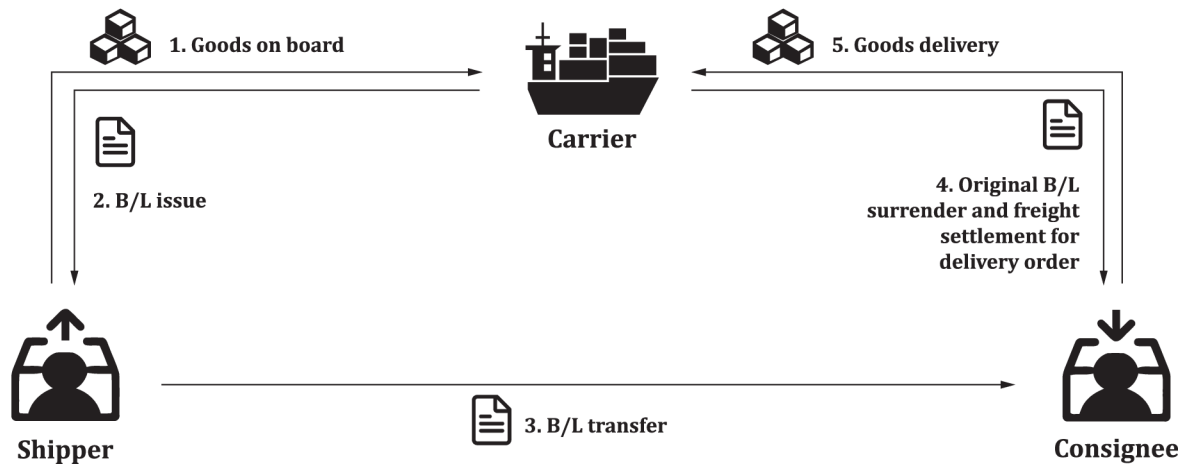 1. Goods on board
5. Goods delivery
Carrier
2. B/L issue
4. Original B/L
surrender and freight
settlement for
delivery order
3. B/L transfer
Shipper
Consignee